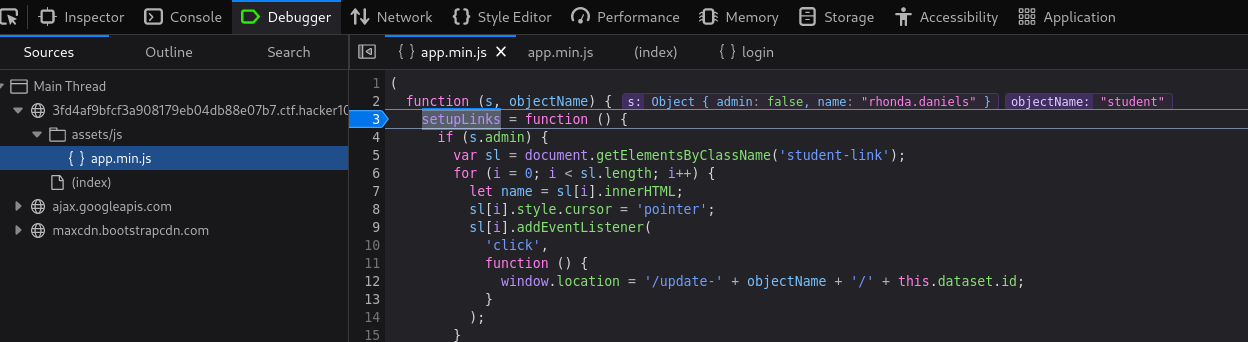 Inspector Console Debugger Network Style Editor Performance Memory Storage Accessibility Application
Sources Outline Search
{ } app.min.js app.min.js (index) { } login
Main Thread
3fd4af9bfcf3a908179eb04db88e07b7.ctf.hacker10
assets/js
{ } app.min.js
(index)
ajax.googleapis.com
maxcdn.bootstrapcdn.com
1 (
2 function (s, objectName) { s: Object { admin: false, name: "rhonda.daniels" } objectName: "student"
3 setupLinks = function () {
4 if (s.admin) {
5 var sl = document.getElementsByClassName('student-link');
6 for (i = 0; i < sl.length; i++) {
7 let name = sl[i].innerHTML;
8 sl[i].style.cursor = 'pointer';
9 sl[i].addEventListener(
10 'click',
11 function () {
12 window.location = '/update-' + objectName + '/' + this.dataset.id;
13 }
14 );
15 }